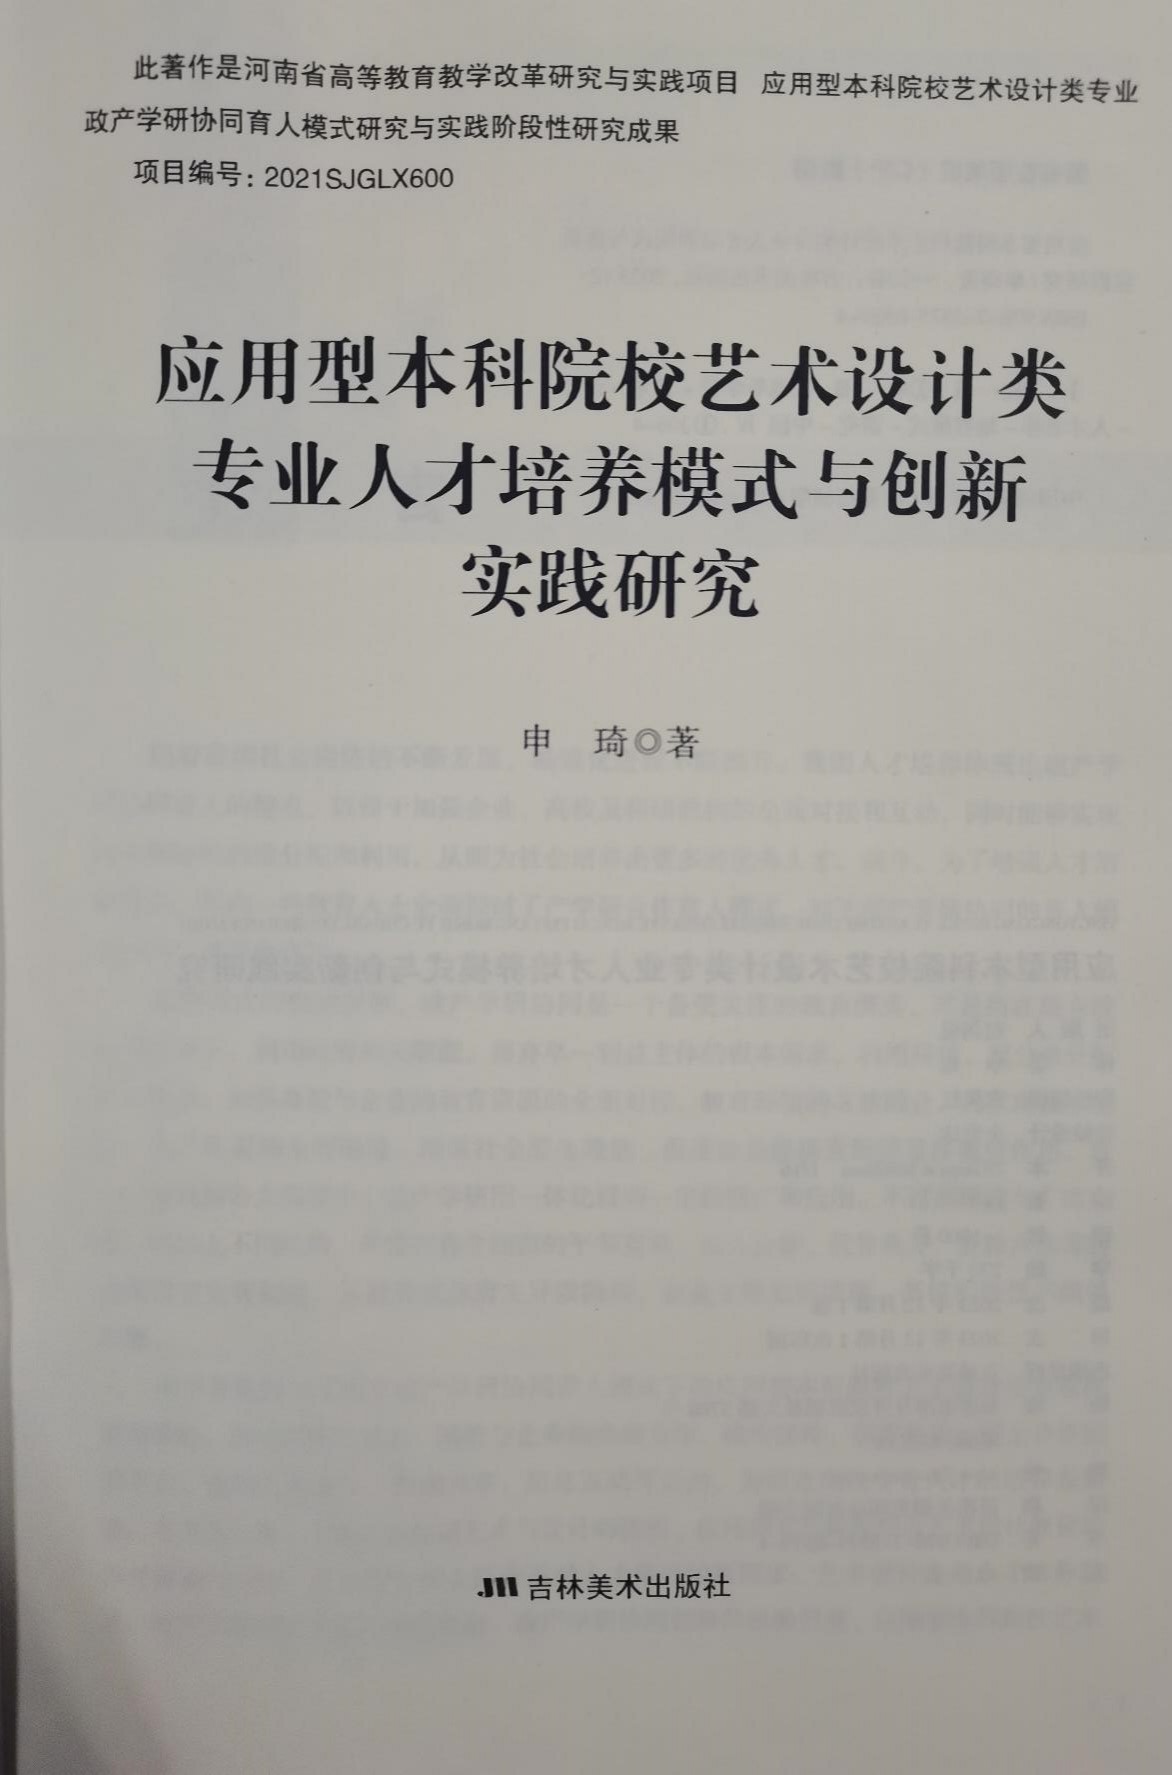 此著作是河南省高等教育教学改革研究与实践项目 应用型本科院校艺术设计类专业
政产学研协同育人模式研究与实践阶段性研究成果
项目编号：2021SJGLX600
应用型本科院校艺术设计类
专业人才培养模式与创新
实践研究
申 琦◎著
吉林美术出版社